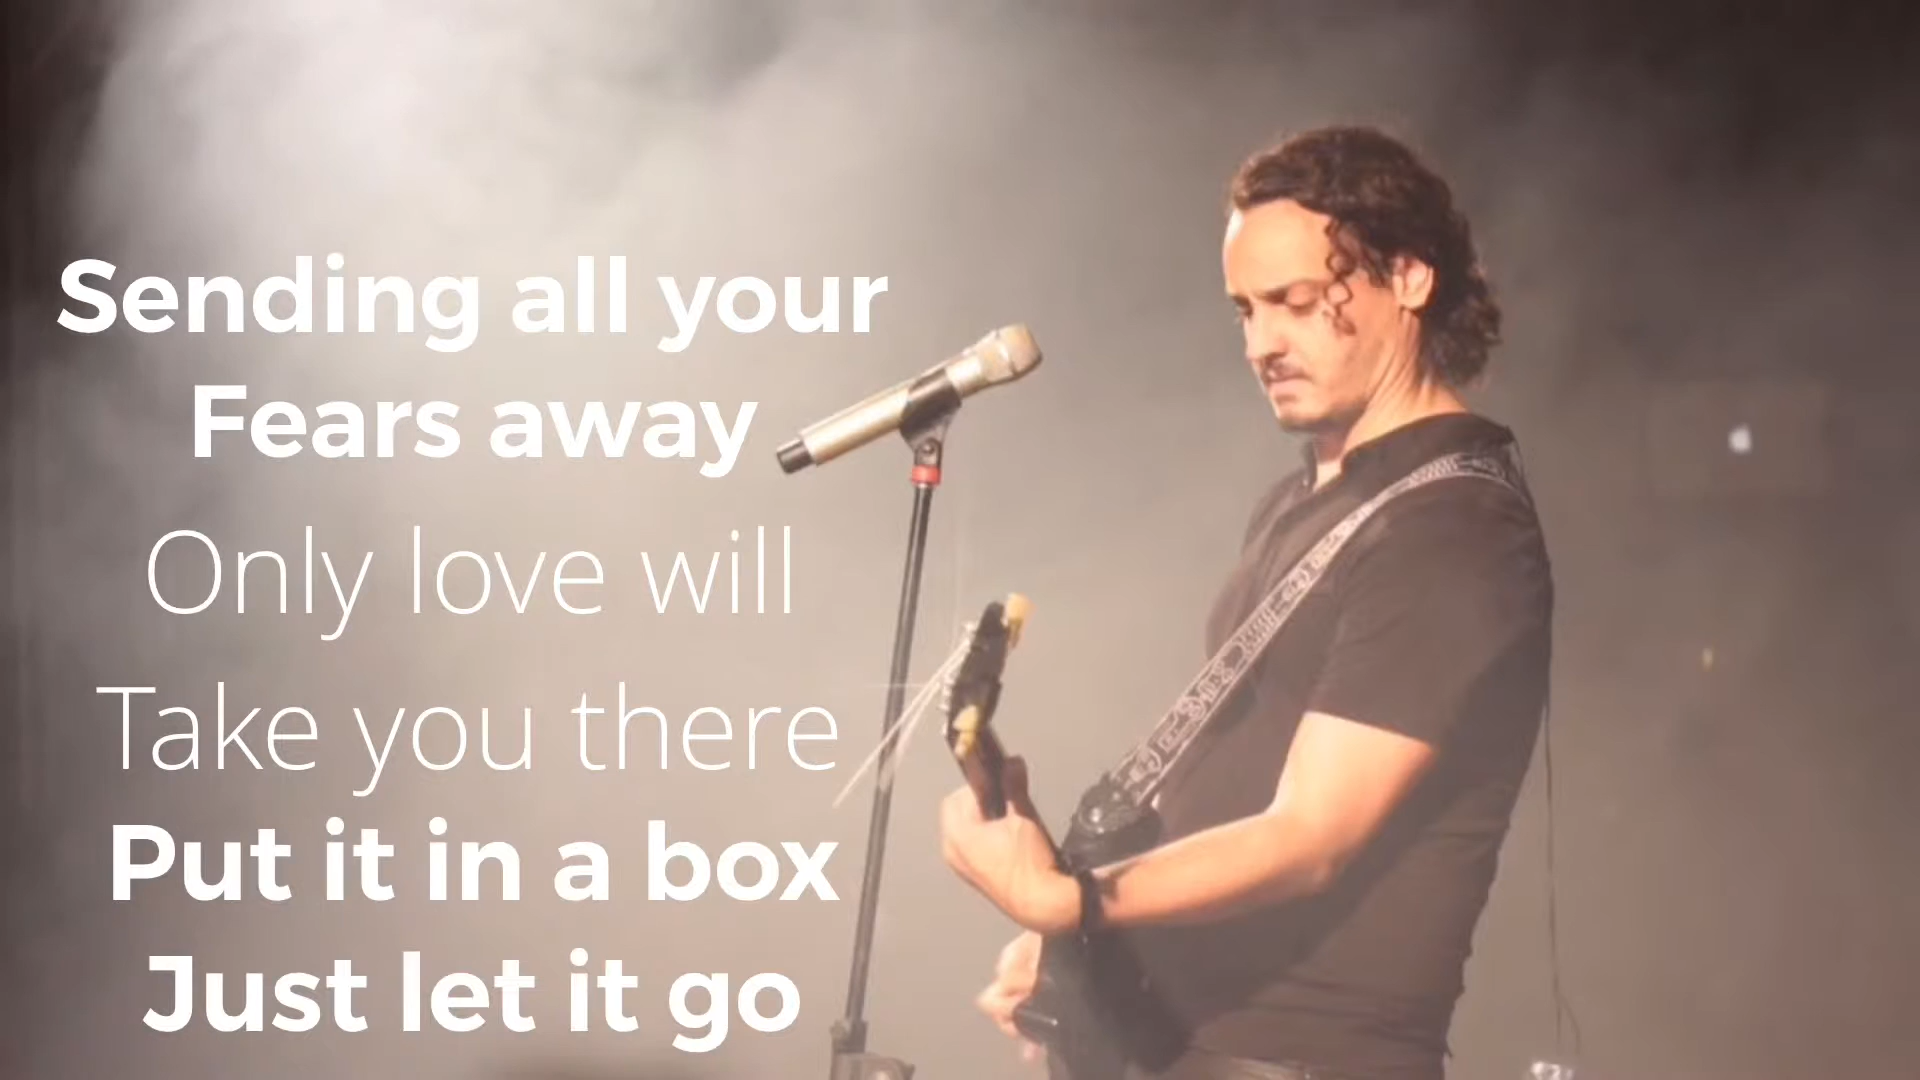 Sending all your
Fears away
Only love will
Take you there
Put it in a box
Just let it go